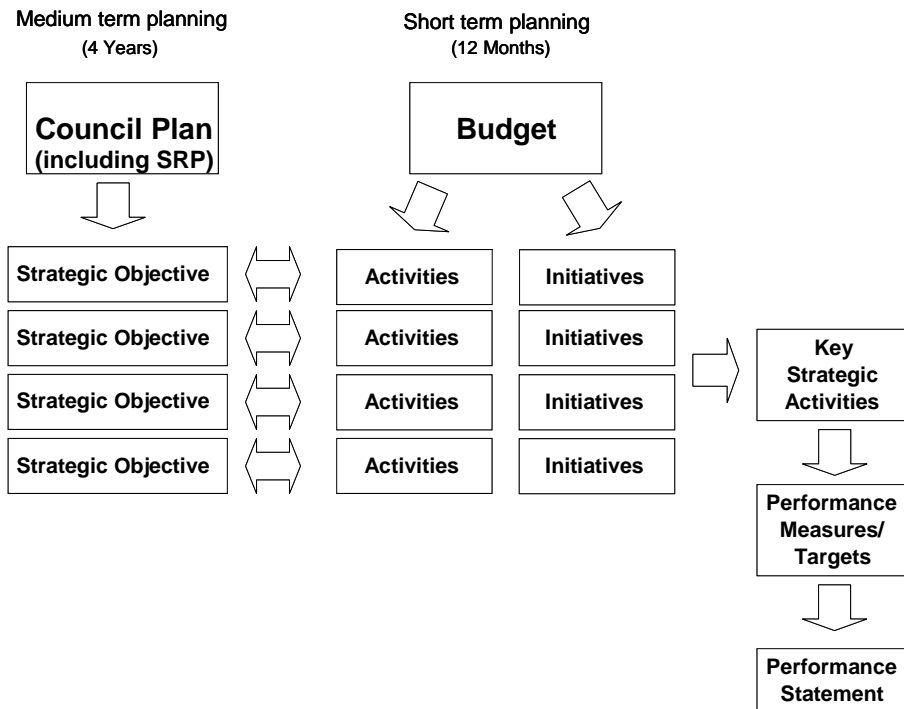 Medium term planning
(4 Years)
Short term planning
(12 Months)
Council Plan
(including SRP)
Budget
Strategic Objective
Activities
Initiatives
Strategic Objective
Activities
Initiatives
Strategic Objective
Activities
Initiatives
Strategic Objective
Activities
Initiatives
Key
Strategic
Activities
Performance
Measures/
Targets
Performance
Statement